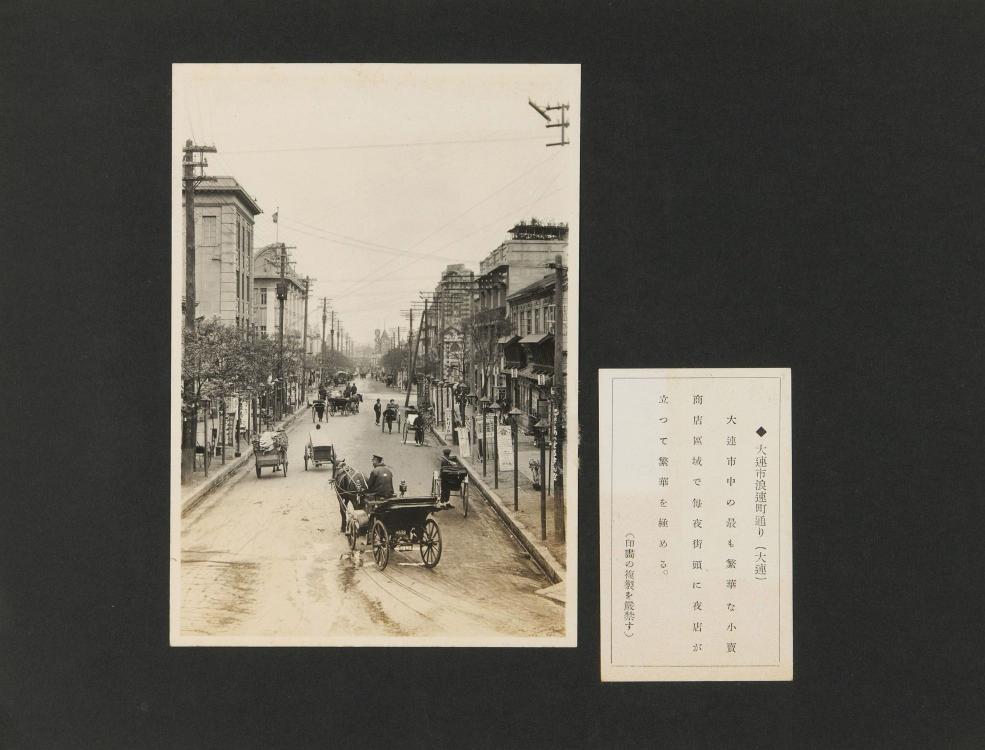 ◆大連市浪速町通り(大連)
大連市中の最も繁華な小賣
商店區域で每夜街頭に夜店が
立つて繁華を極める。
(印畵の複製を嚴禁す)